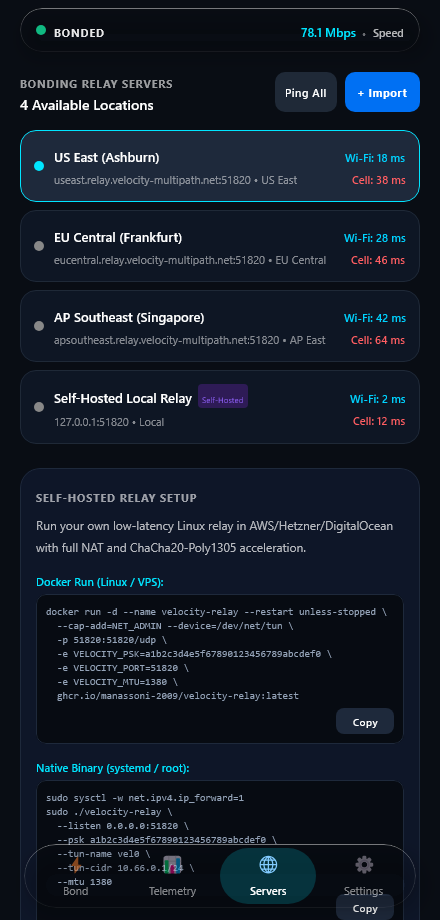 BONDED 78.1 Mbps • Speed
BONDING RELAY SERVERS
4 Available Locations
Ping All
+ Import
US East (Ashburn) Wi-Fi: 18 ms
useast.relay.velocity-multipath.net:51820 • US East Cell: 38 ms
EU Central (Frankfurt) Wi-Fi: 28 ms
eucentral.relay.velocity-multipath.net:51820 • EU Central Cell: 46 ms
AP Southeast (Singapore) Wi-Fi: 42 ms
apsoutheast.relay.velocity-multipath.net:51820 • AP East Cell: 64 ms
Self-Hosted Local Relay Self-Hosted Wi-Fi: 2 ms
127.0.0.1:51820 • Local Cell: 12 ms
SELF-HOSTED RELAY SETUP
Run your own low-latency Linux relay in AWS/Hetzner/DigitalOcean
with full NAT and ChaCha20-Poly1305 acceleration.
Docker Run (Linux / VPS):
docker run -d --name velocity-relay --restart unless-stopped \
--cap-add=NET_ADMIN --device=/dev/net/tun \
-p 51820:51820/udp \
-e VELOCITY_PSK=a1b2c3d4e5f67890123456789abcdef0 \
-e VELOCITY_PORT=51820 \
-e VELOCITY_MTU=1380 \
ghcr.io/manassoni-2009/velocity-relay:latest
Copy
Native Binary (systemd / root):
sudo sysctl -w net.ipv4.ip_forward=1
sudo ./velocity-relay \
--listen 0.0.0.0:51820 \
--psk a1b2c3d4e5f67890123456789abcdef0 \
--tun-name vel0 \
--tun-cidr 10.66.0.1/24 \
--mtu 1380
Bond Telemetry Servers Settings
Copy